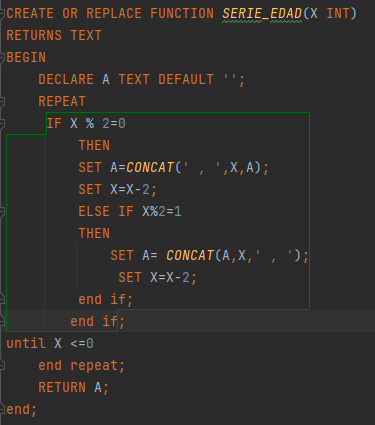 CREATE OR REPLACE FUNCTION SERIE_EDAD(X INT)
RETURNS TEXT
BEGIN
DECLARE A TEXT DEFAULT '';
REPEAT
IF X % 2=0
THEN
SET A=CONCAT(' , ',X,A);
SET X=X-2;
ELSE IF X%2=1
THEN
SET A= CONCAT(A,X,' , ');
SET X=X-2;
end if;
end if;
until X <=0
end repeat;
RETURN A;
end;